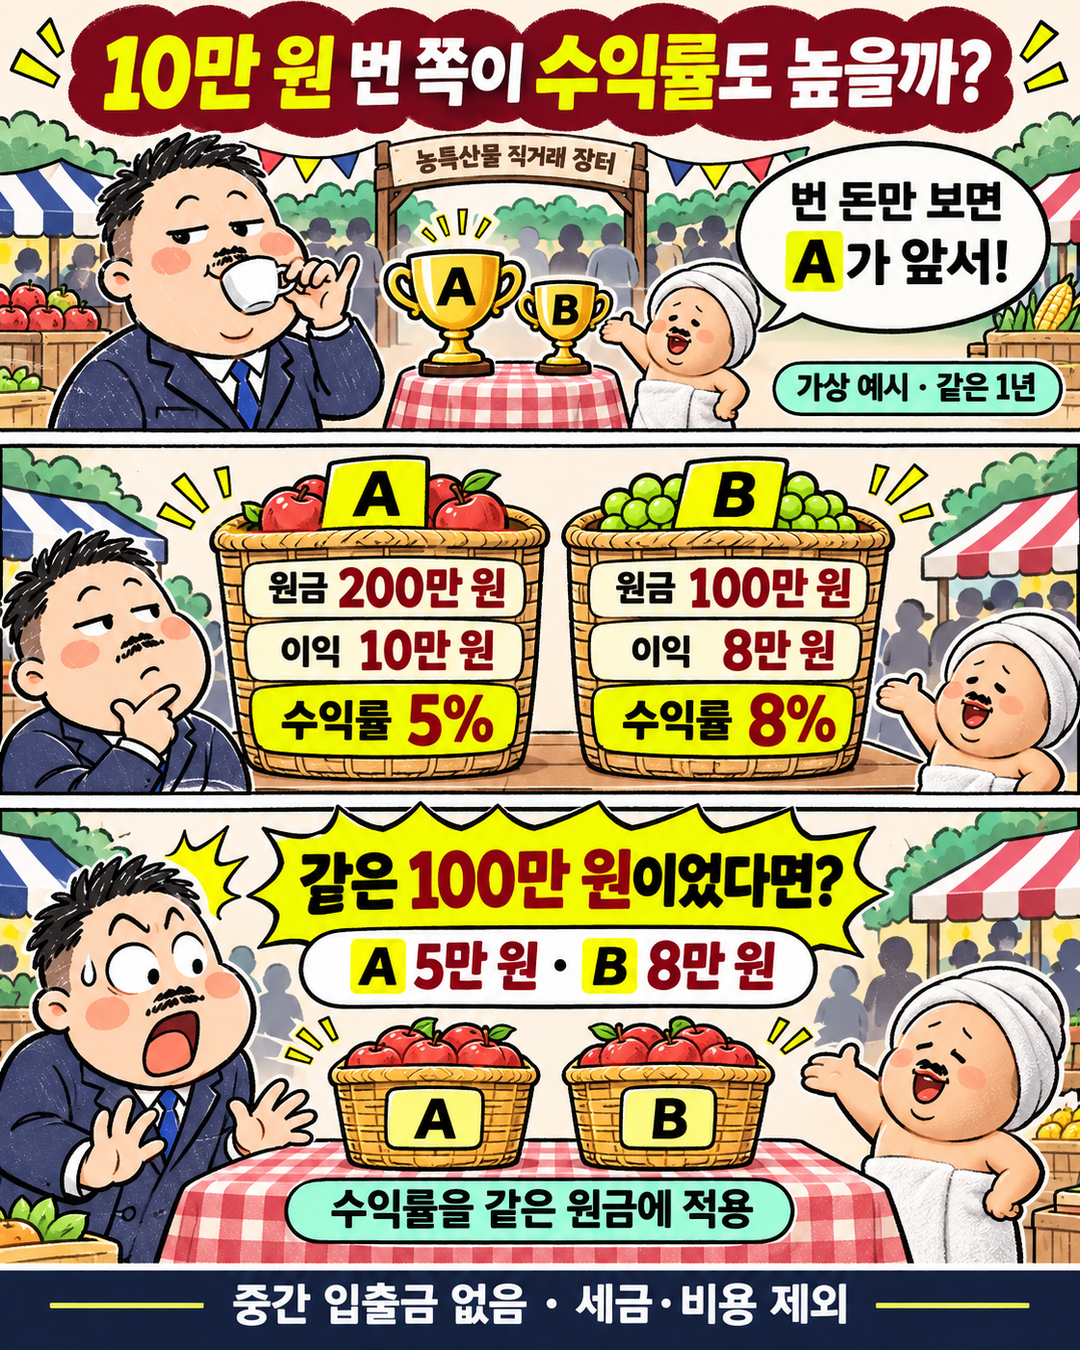 10만 원 번 쪽이 수익률도 높을까?
농특산물 직거래 장터
번 돈만 보면
A가 앞서!
A
B
가상 예시 · 같은 1년
A
원금 200만 원
이익 10만 원
수익률 5%
B
원금 100만 원
이익 8만 원
수익률 8%
같은 100만 원이었다면?
A 5만 원 · B 8만 원
A
B
수익률을 같은 원금에 적용
중간 입출금 없음 · 세금·비용 제외